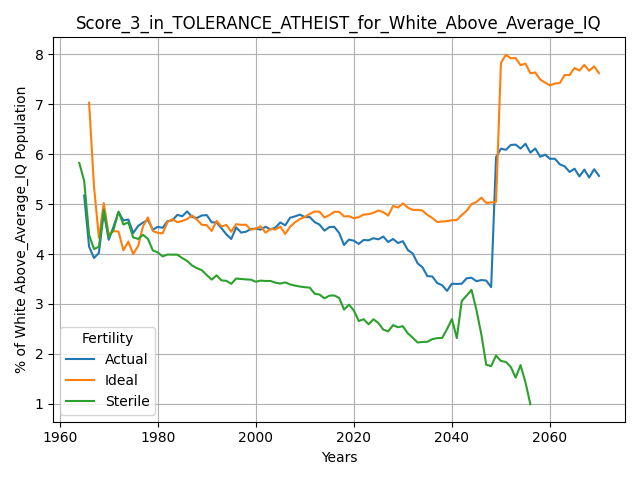 Score_3_in_TOLERANCE_ATHEIST_for_White_Above_Average_IQ
% of White Above_Average_IQ Population
8
7
6
5
4
3
2
1
Fertility
Actual
Ideal
Sterile
1960
1980
2000
2020
2040
2060
Years